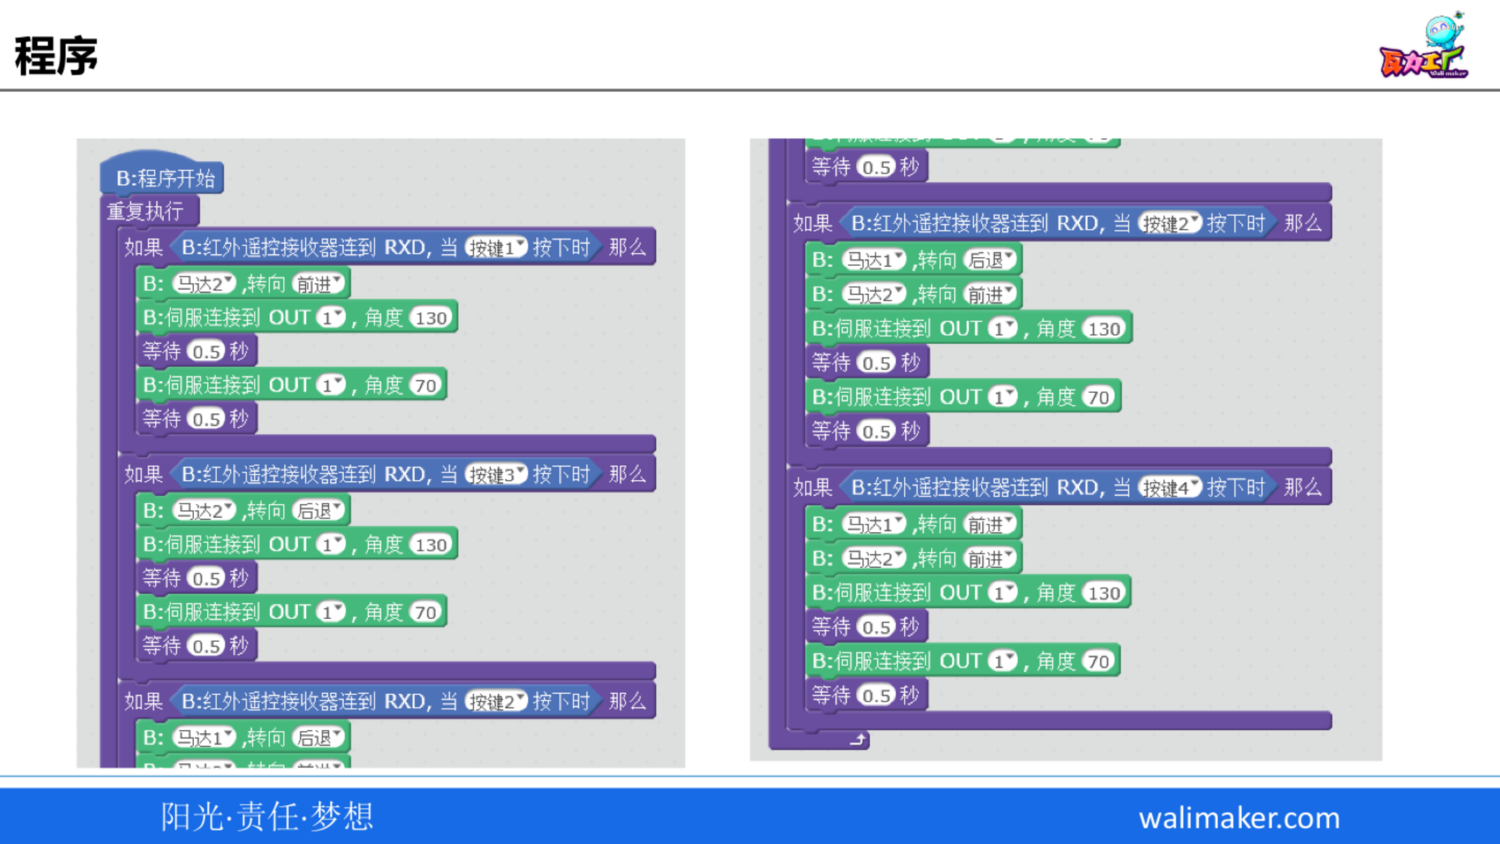 程序
瓦力工厂
Wali maker
B:程序开始
重复执行
如果 B:红外遥控接收器连到 RXD, 当 按键1 按下时 那么
B: 马达2 ,转向 前进
B:伺服连接到 OUT 1 , 角度 130
等待 0.5 秒
B:伺服连接到 OUT 1 , 角度 70
等待 0.5 秒
如果 B:红外遥控接收器连到 RXD, 当 按键3 按下时 那么
B: 马达2 ,转向 后退
B:伺服连接到 OUT 1 , 角度 130
等待 0.5 秒
B:伺服连接到 OUT 1 , 角度 70
等待 0.5 秒
如果 B:红外遥控接收器连到 RXD, 当 按键2 按下时 那么
B: 马达1 ,转向 后退
等待 0.5 秒
如果 B:红外遥控接收器连到 RXD, 当 按键2 按下时 那么
B: 马达1 ,转向 后退
B: 马达2 ,转向 前进
B:伺服连接到 OUT 1 , 角度 130
等待 0.5 秒
B:伺服连接到 OUT 1 , 角度 70
等待 0.5 秒
如果 B:红外遥控接收器连到 RXD, 当 按键4 按下时 那么
B: 马达1 ,转向 前进
B: 马达2 ,转向 前进
B:伺服连接到 OUT 1 , 角度 130
等待 0.5 秒
B:伺服连接到 OUT 1 , 角度 70
等待 0.5 秒
阳光·责任·梦想
walimaker.com